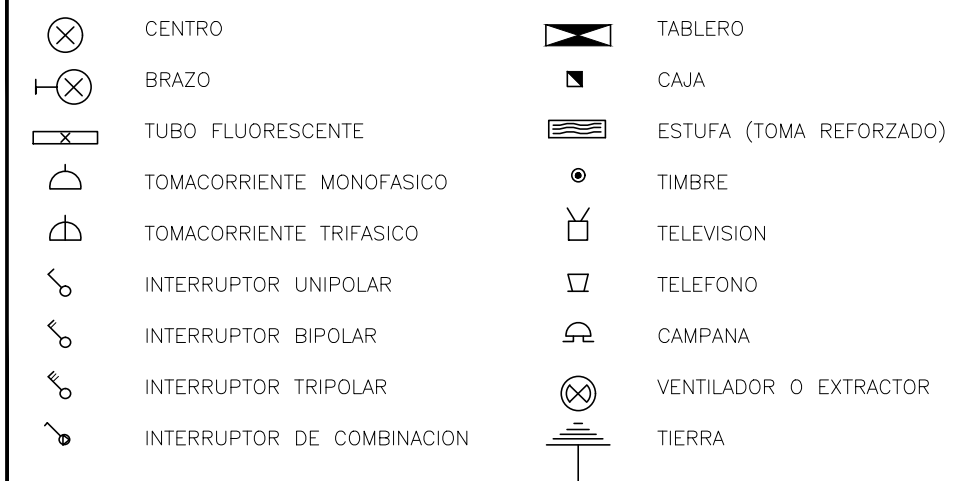 CENTRO
BRAZO
TUBO FLUORESCENTE
TOMACORRIENTE MONOFASICO
TOMACORRIENTE TRIFASICO
INTERRUPTOR UNIPOLAR
INTERRUPTOR BIPOLAR
INTERRUPTOR TRIPOLAR
INTERRUPTOR DE COMBINACION
TABLERO
CAJA
ESTUFA (TOMA REFORZADO)
TIMBRE
TELEVISION
TELEFONO
CAMPANA
VENTILADOR O EXTRACTOR
TIERRA